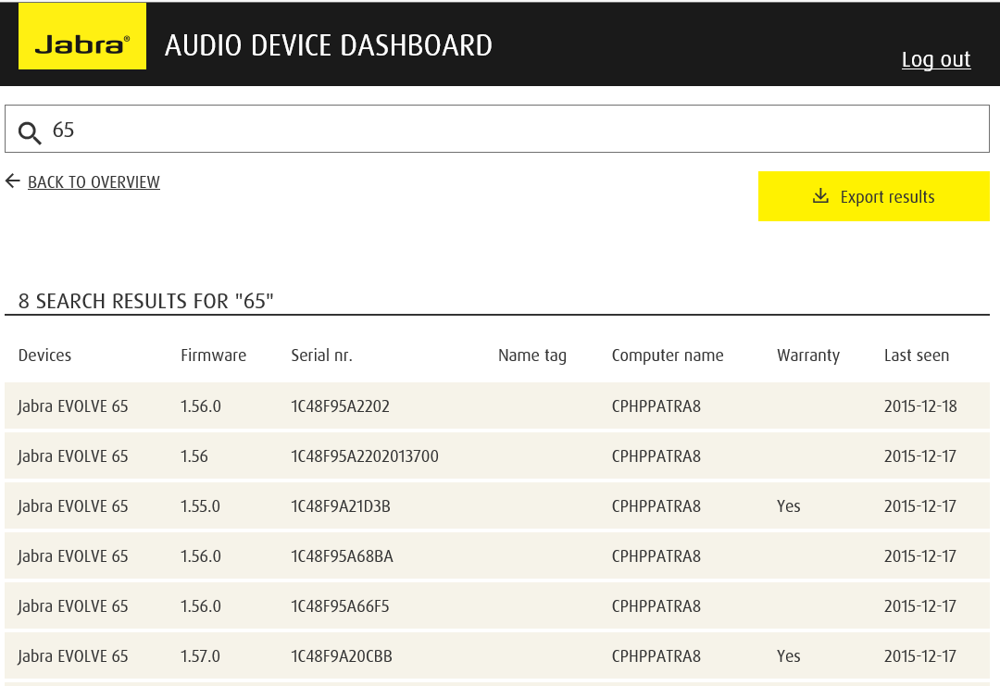 Jabra®
AUDIO DEVICE DASHBOARD
Log out
65
BACK TO OVERVIEW
Export results
8 SEARCH RESULTS FOR "65"
Devices Firmware Serial nr. Name tag Computer name Warranty Last seen
Jabra EVOLVE 65 1.56.0 1C48F95A2202 CPHPPATRA8 2015-12-18
Jabra EVOLVE 65 1.56 1C48F95A2202013700 CPHPPATRA8 2015-12-17
Jabra EVOLVE 65 1.55.0 1C48F9A21D3B CPHPPATRA8 Yes 2015-12-17
Jabra EVOLVE 65 1.56.0 1C48F95A68BA CPHPPATRA8 2015-12-17
Jabra EVOLVE 65 1.56.0 1C48F95A66F5 CPHPPATRA8 2015-12-17
Jabra EVOLVE 65 1.57.0 1C48F9A20CBB CPHPPATRA8 Yes 2015-12-17